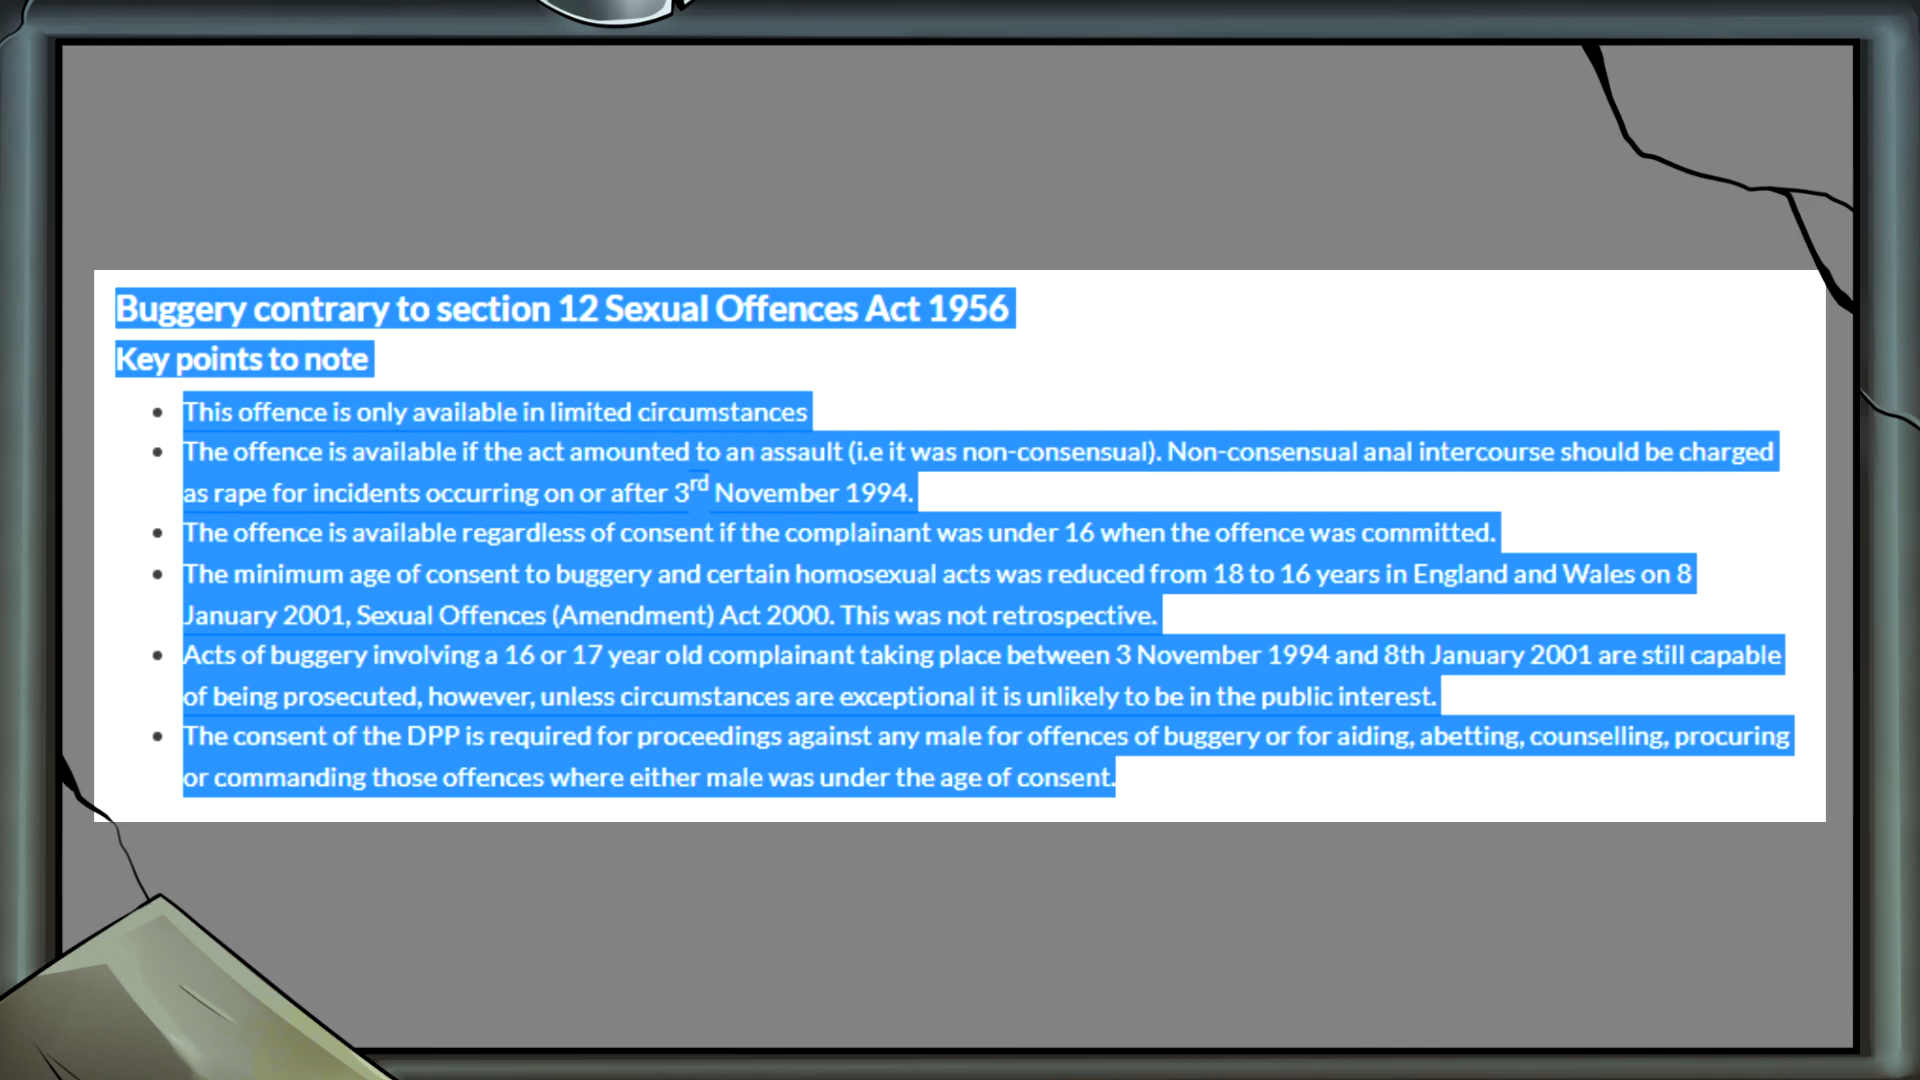 Buggery contrary to section 12 Sexual Offences Act 1956
Key points to note
• This offence is only available in limited circumstances
• The offence is available if the act amounted to an assault (i.e it was non-consensual). Non-consensual anal intercourse should be charged
as rape for incidents occurring on or after 3rd November 1994.
• The offence is available regardless of consent if the complainant was under 16 when the offence was committed.
• The minimum age of consent to buggery and certain homosexual acts was reduced from 18 to 16 years in England and Wales on 8
January 2001, Sexual Offences (Amendment) Act 2000. This was not retrospective.
• Acts of buggery involving a 16 or 17 year old complainant taking place between 3 November 1994 and 8th January 2001 are still capable
of being prosecuted, however, unless circumstances are exceptional it is unlikely to be in the public interest.
• The consent of the DPP is required for proceedings against any male for offences of buggery or for aiding, abetting, counselling, procuring
or commanding those offences where either male was under the age of consent.